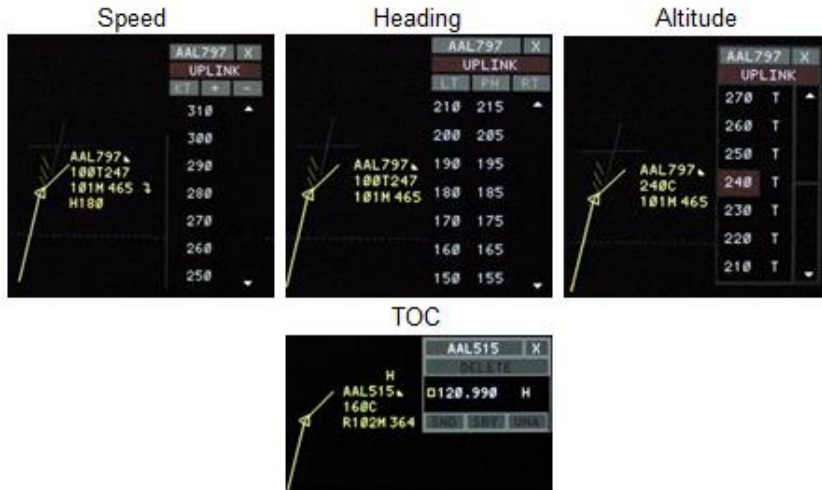 Speed
AAL797 X
UPLINK
KT + -
310
300
290
280
270
260
250
AAL797
100T247
101M 465
H180
Heading
AAL797 X
UPLINK
LT PH RT
210 215
200 205
190 195
180 185
170 175
160 165
150 155
AAL797
100T247
101M 465
Altitude
AAL797 X
UPLINK
270 T
260 T
250 T
240 T
230 T
220 T
210 T
AAL797
240C
101M 465
TOC
AAL515 X
DELETE
120.990 H
SND SBY UNA
H
AAL515
160C
R102M 364